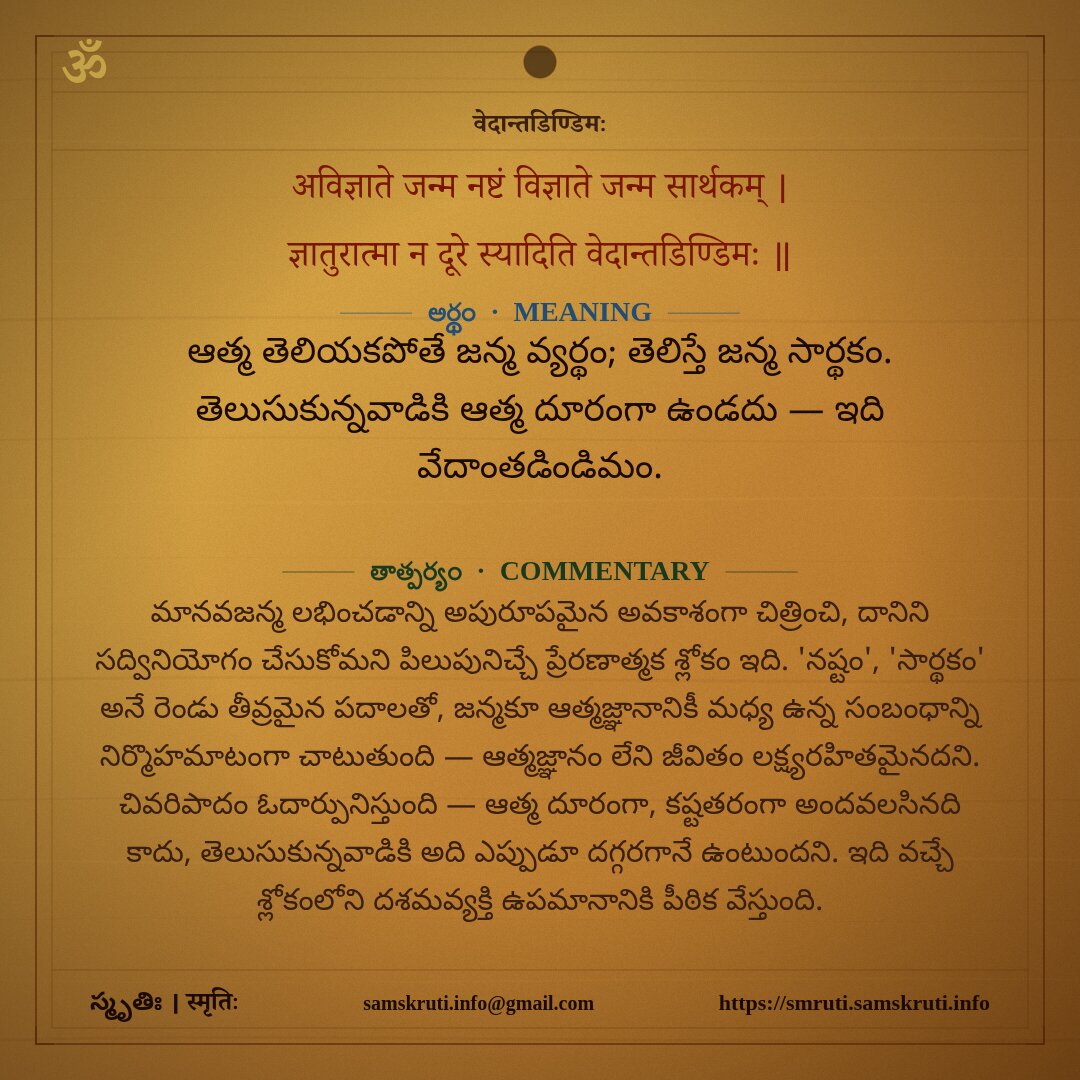 ॐ
वेदान्तडिण्डिमः
अविज्ञाते जन्म नष्टं विज्ञाते जन्म सार्थकम् |
ज्ञातुरात्मा न दूरे स्यादिति वेदान्तडिण्डिमः ||
అర్థం · MEANING
ఆత్మ తెలియకపోతే జన్మ వ్యర్థం; తెలిస్తే జన్మ సార్థకం.
తెలుసుకున్నవాడికి ఆత్మ దూరంగా ఉండదు — ఇది
వేదాంతడిండిమం.
తాత్పర్యం · COMMENTARY
మానవజన్మ లభించడాన్ని అపురూపమైన అవకాశంగా చిత్రించి, దానిని
సద్వినియోగం చేసుకోమని పిలుపునిచ్చే ప్రేరణాత్మక శ్లోకం ఇది. 'నష్టం', 'సార్థకం'
అనే రెండు తీవ్రమైన పదాలతో, జన్మకూ ఆత్మజ్ఞానానికీ మధ్య ఉన్న సంబంధాన్ని
నిర్మొహమాటంగా చాటుతుంది — ఆత్మజ్ఞానం లేని జీవితం లక్ష్యరహితమైనదని.
చివరిపాదం ఓదార్పునిస్తుంది — ఆత్మ దూరంగా, కష్టతరంగా అందవలసినది
కాదు, తెలుసుకున్నవాడికి అది ఎప్పుడూ దగ్గరగానే ఉంటుందని. ఇది వచ్చే
శ్లోకంలోని దశమవ్యక్తి ఉపమానానికి పీఠిక వేస్తుంది.
స్మృతిః | स्मृतिः samskruti.info@gmail.com https://smruti.samskruti.info